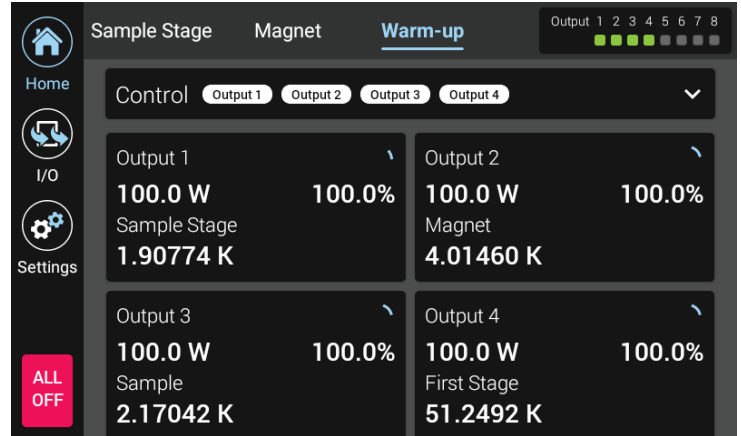 Sample Stage Magnet Warm-up
Output 1 2 3 4 5 6 7 8
Home
I/O
Settings
ALL
OFF
Control Output 1 Output 2 Output 3 Output 4
Output 1
100.0 W 100.0%
Sample Stage
1.90774 K
Output 2
100.0 W 100.0%
Magnet
4.01460 K
Output 3
100.0 W 100.0%
Sample
2.17042 K
Output 4
100.0 W 100.0%
First Stage
51.2492 K